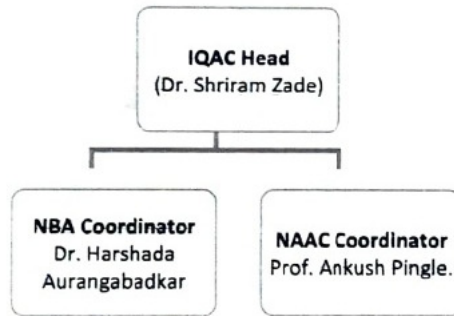 IQAC Head
(Dr. Shriram Zade)
NBA Coordinator
Dr. Harshada
Aurangabadkar
NAAC Coordinator
Prof. Ankush Pingle.